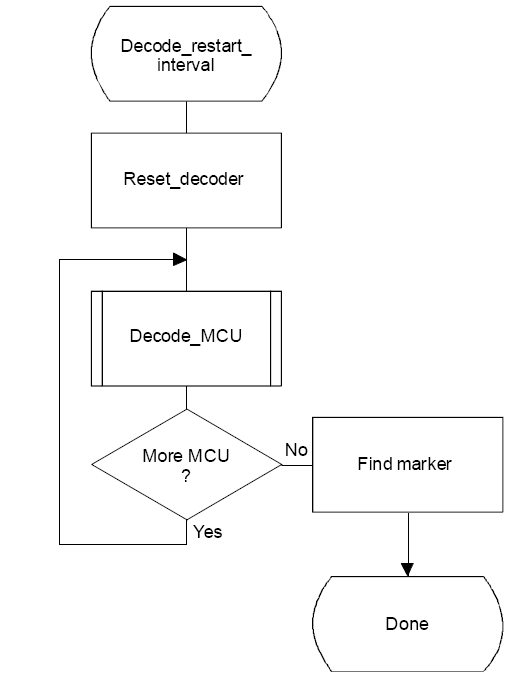 Decode_restart_
interval
Reset_decoder
Decode_MCU
More MCU
?
No
Find marker
Yes
Done